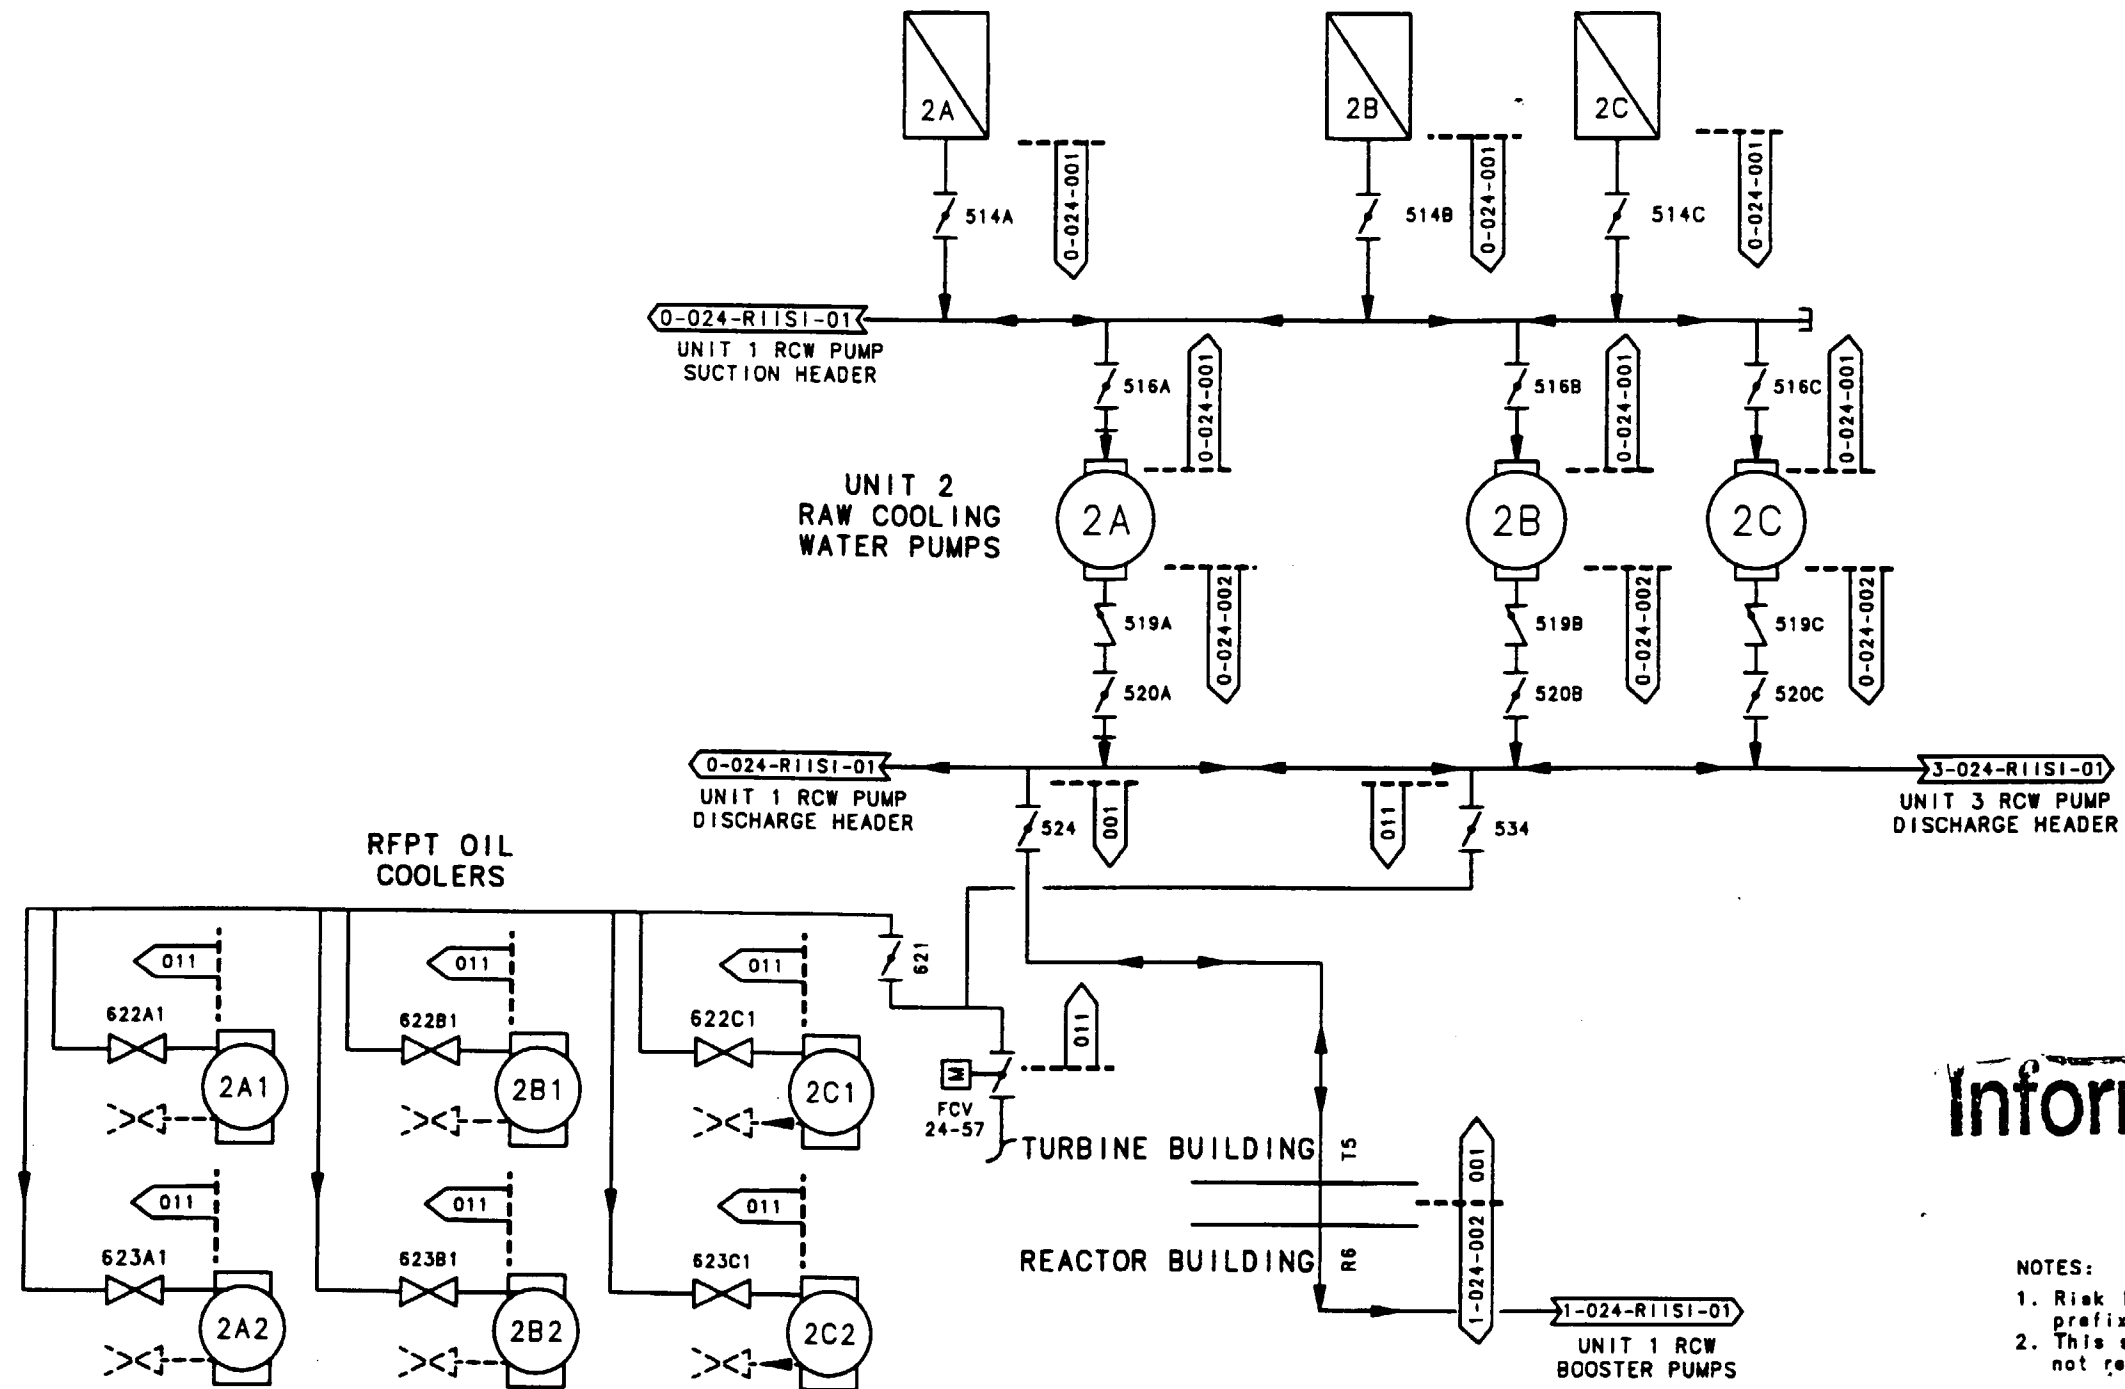 2A
2B
2C
514A
0-024-001
514B
0-024-001
514C
0-024-001
0-024-RIISI-01
UNIT 1 RCW PUMP
SUCTION HEADER
516A
0-024-001
516B
0-024-001
516C
0-024-001
UNIT 2
RAW COOLING
WATER PUMPS
2A
2B
2C
519A
0-024-002
519B
0-024-002
519C
0-024-002
520A
520B
520C
0-024-RIISI-01
UNIT 1 RCW PUMP
DISCHARGE HEADER
3-024-RIISI-01
UNIT 3 RCW PUMP
DISCHARGE HEADER
524
001
011
534
RFPT OIL
COOLERS
011
011
011
621
622A1
622B1
622C1
011
2A1
2B1
2C1
M
FCV
24-57
TURBINE BUILDING
T5
001
1-024-002
REACTOR BUILDING
R6
011
011
011
623A1
623B1
623C1
2A2
2B2
2C2
1-024-RIISI-01
UNIT 1 RCW
BOOSTER PUMPS
NOTES:
1. Risk
prefix
2. This
not